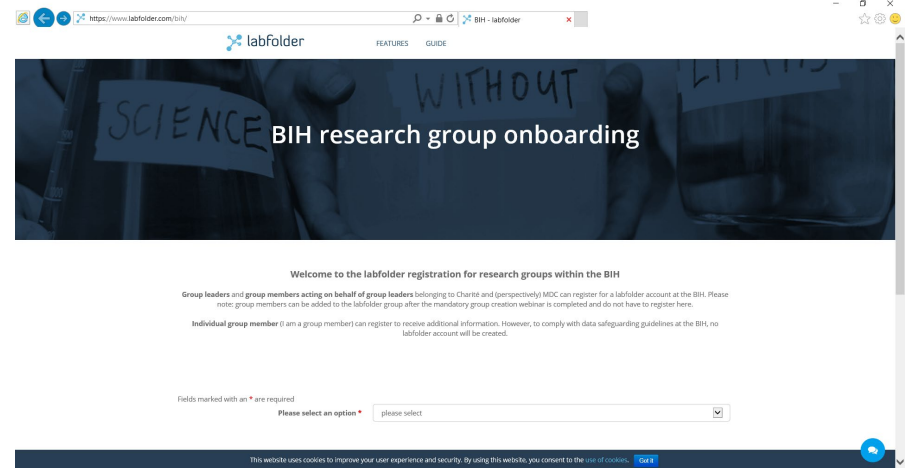 https://www.labfolder.com/bih/
BIH - labfolder
labfolder
FEATURES GUIDE
SCIENCE WITHOUT LIMITS
BIH research group onboarding
Welcome to the labfolder registration for research groups within the BIH
Group leaders and group members acting on behalf of group leaders belonging to Charité and (perspectively) MDC can register for a labfolder account at the BIH. Please
note: group members can be added to the labfolder group after the mandatory group creation webinar is completed and do not have to register here.
Individual group member (I am a group member) can register to receive additional information. However, to comply with data safeguarding guidelines at the BIH, no
labfolder account will be created.
Fields marked with an * are required
Please select an option * please select
This website uses cookies to improve your user experience and security. By using this website, you consent to the use of cookies. Got it